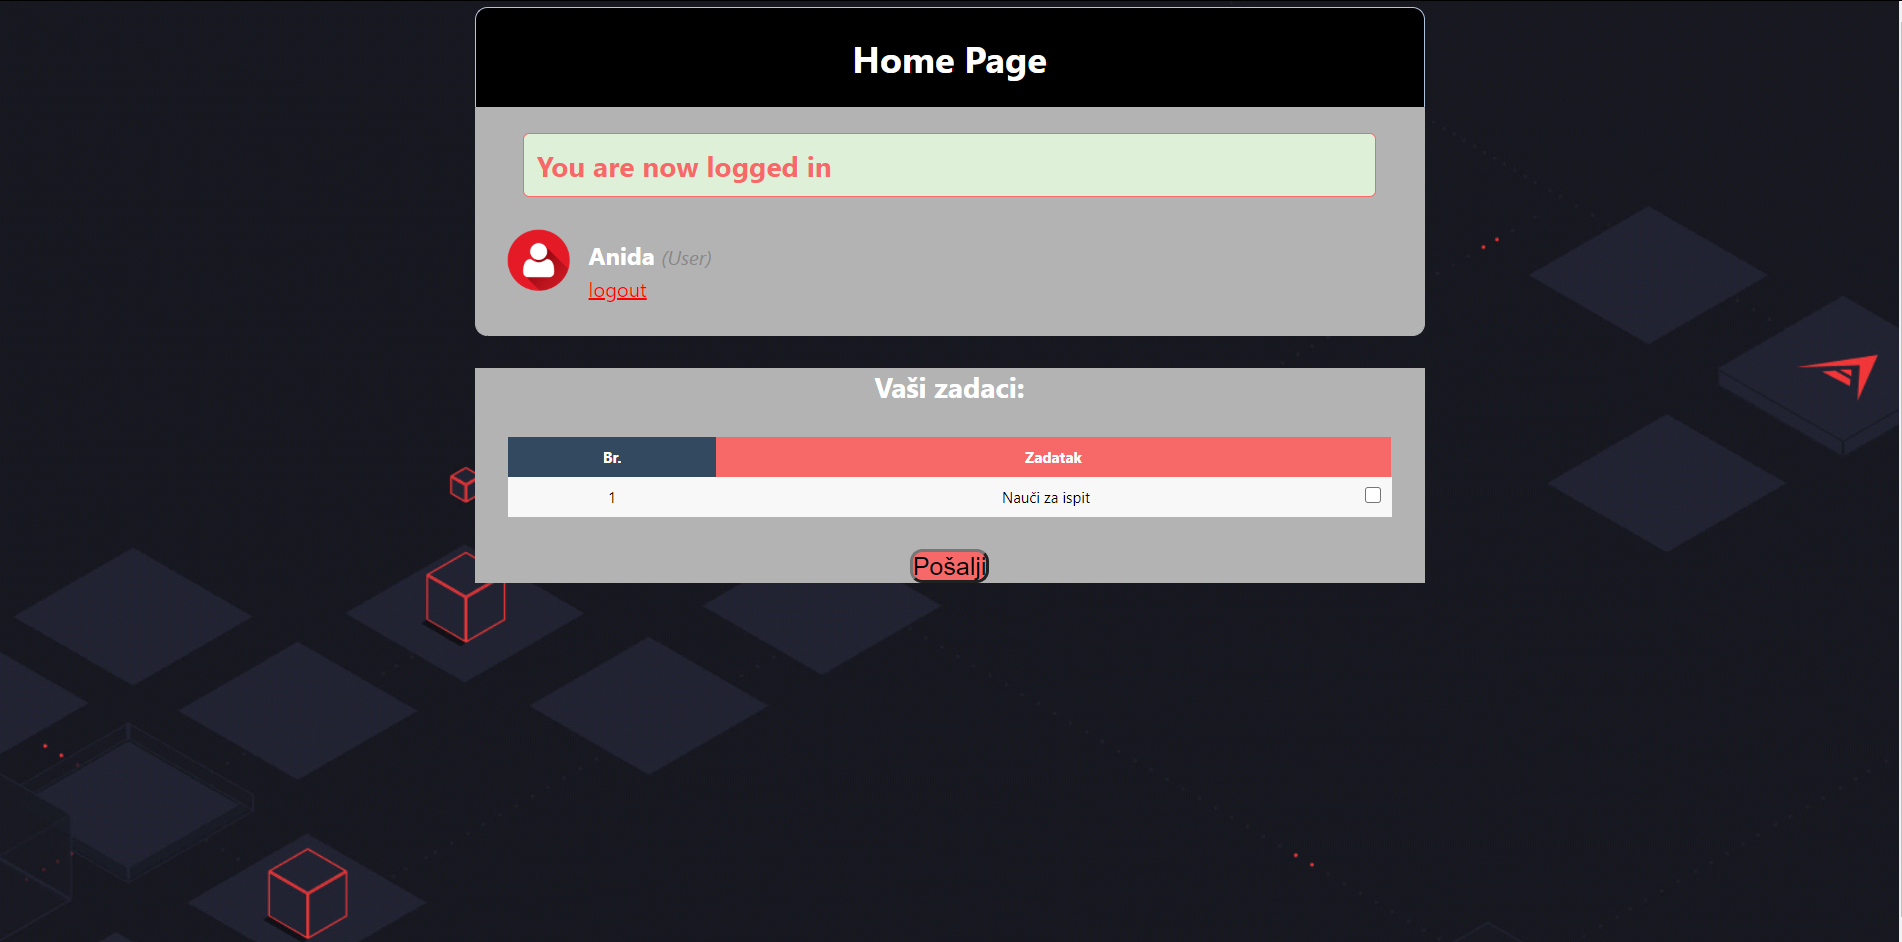 Home Page
You are now logged in
Anida (User)
logout
Vaši zadaci:
Br. Zadatak
1 Nauči za ispit
Pošalji